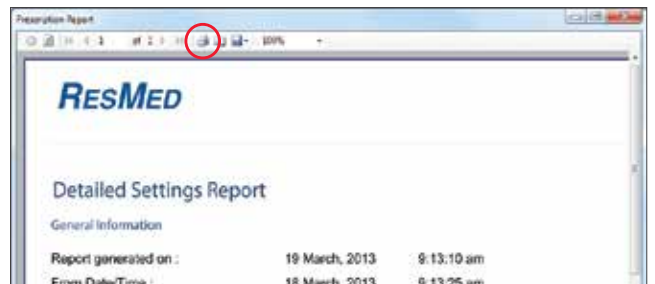 Prescription Report
1 of 2 100%
RESMED
Detailed Settings Report
General Information
Report generated on : 19 March, 2013 9:13:10 am
From Date/Time : 18 March, 2013 9:13:25 am